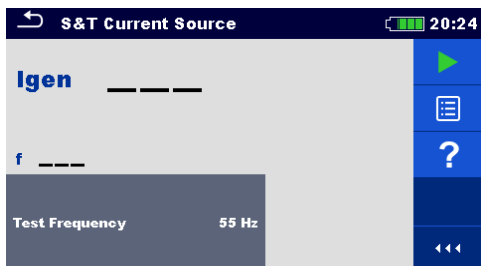 S&T Current Source 20:24
Igen ___
f ___
?
Test Frequency 55 Hz